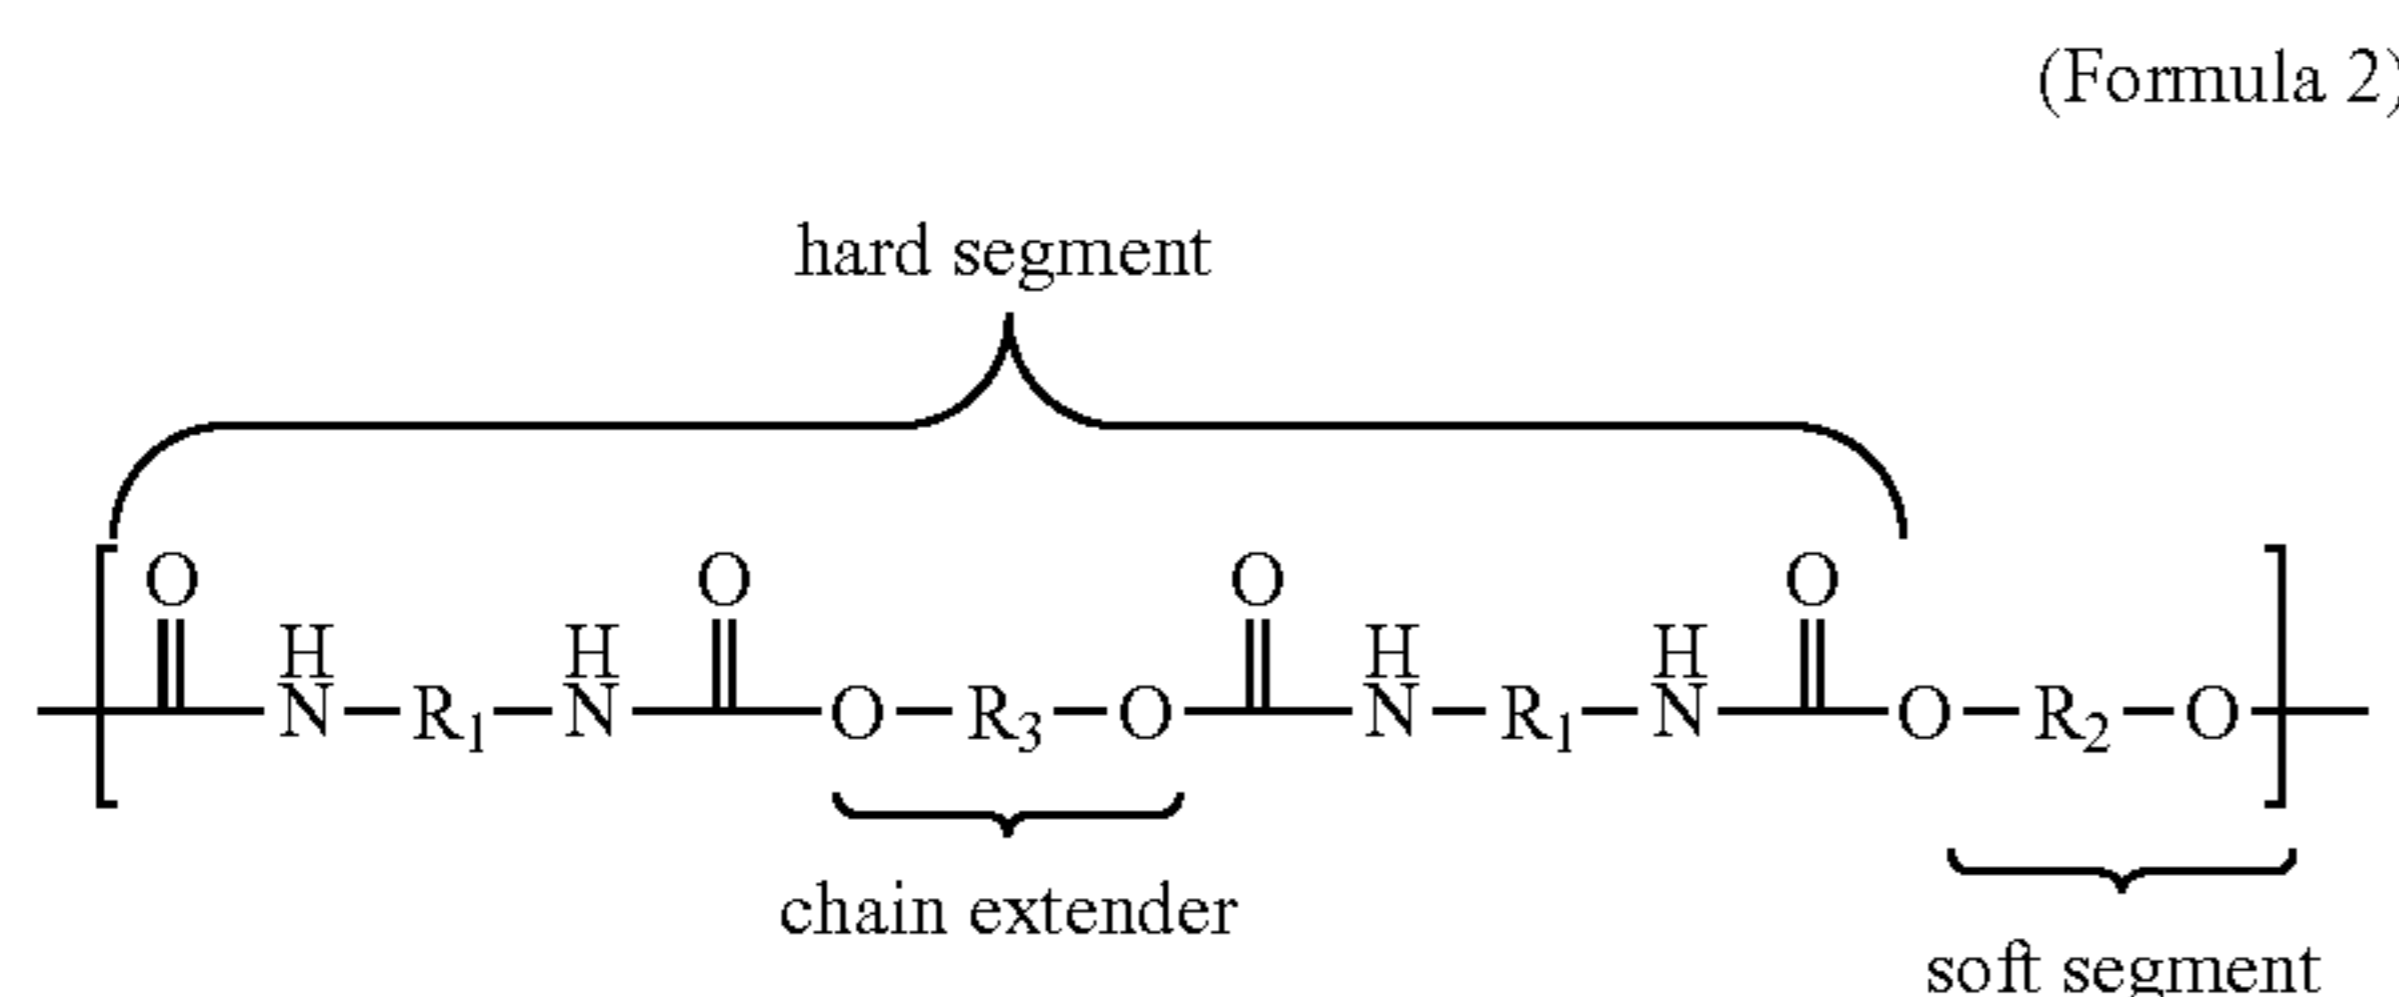 (Formula 2)
hard segment
O O O O
H H H H
N R₁ N O R₃ O N R₁ N O R₂ O
chain extender
soft segment